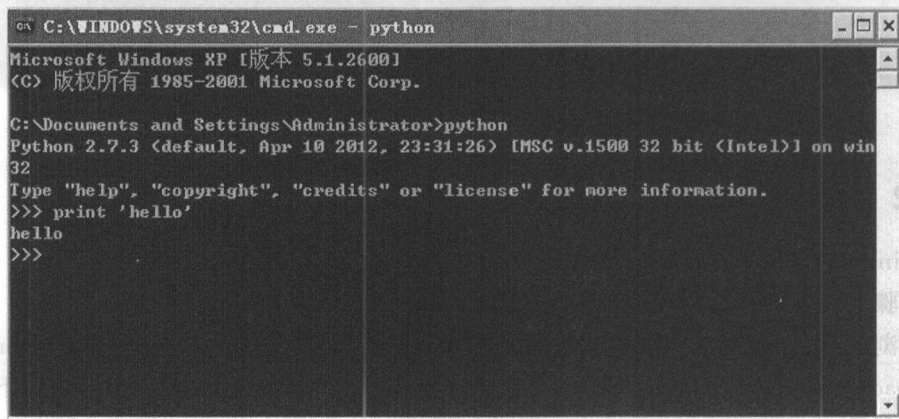 C:\WINDOWS\system32\cmd.exe - python
Microsoft Windows XP [版本 5.1.2600]
(C) 版权所有 1985-2001 Microsoft Corp.
C:\Documents and Settings\Administrator>python
Python 2.7.3 (default, Apr 10 2012, 23:31:26) [MSC v.1500 32 bit (Intel)] on win
32
Type "help", "copyright", "credits" or "license" for more information.
>>> print 'hello'
hello
>>>